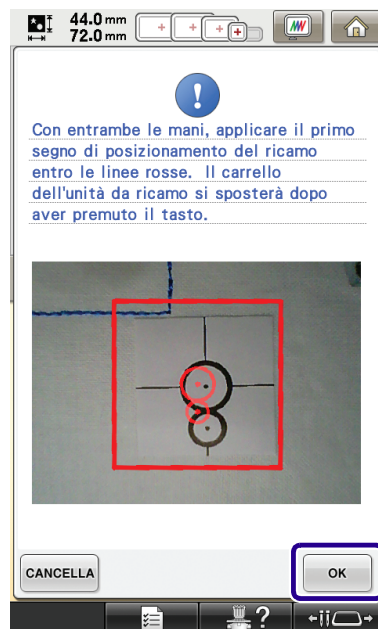 44.0 mm
72.0 mm
Con entrambe le mani, applicare il primo
segno di posizionamento del ricamo
entro le linee rosse. Il carrello
dell'unità da ricamo si sposterà dopo
aver premuto il tasto.
CANCELLA
OK
?